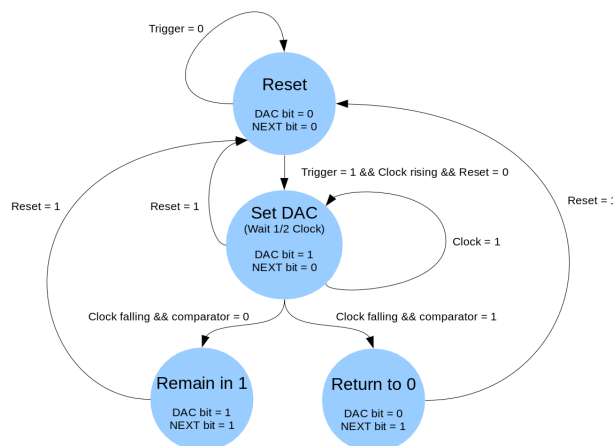 Trigger = 0
Reset
DAC bit = 0
NEXT bit = 0
Trigger = 1 && Clock rising && Reset = 0
Reset = 1
Reset = 1
Reset = 1
Set DAC
(Wait 1/2 Clock)
DAC bit = 1
NEXT bit = 0
Clock = 1
Clock falling && comparator = 0
Clock falling && comparator = 1
Remain in 1
DAC bit = 1
NEXT bit = 1
Return to 0
DAC bit = 0
NEXT bit = 1